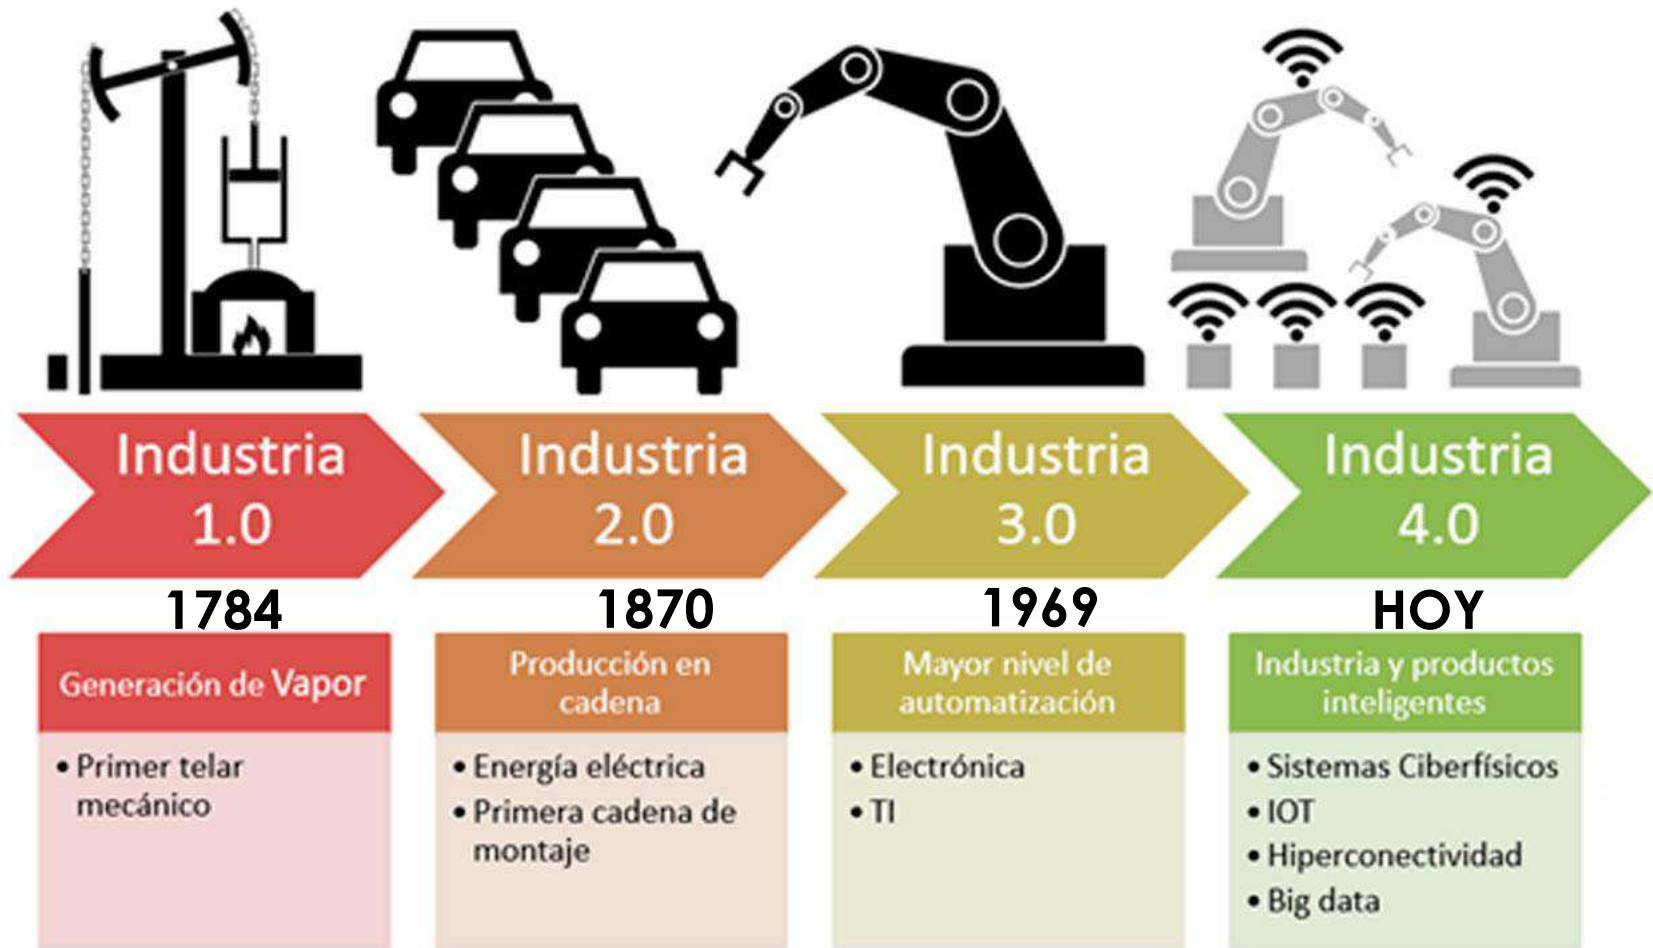 Industria
1.0
Industria
2.0
Industria
3.0
Industria
4.0
1784
1870
1969
HOY
Generación de Vapor
• Primer telar
mecánico
Producción en
cadena
• Energía eléctrica
• Primera cadena de
montaje
Mayor nivel de
automatización
• Electrónica
• TI
Industria y productos
inteligentes
• Sistemas Ciberfísicos
• IOT
• Hiperconectividad
• Big data